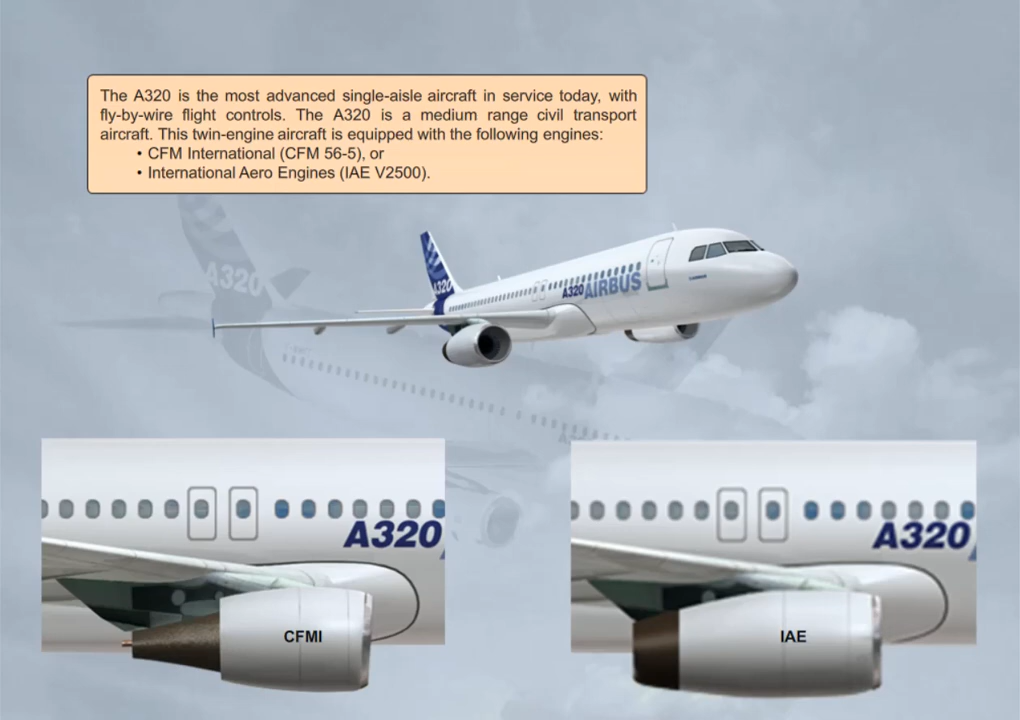 The A320 is the most advanced single-aisle aircraft in service today, with
fly-by-wire flight controls. The A320 is a medium range civil transport
aircraft. This twin-engine aircraft is equipped with the following engines:
• CFM International (CFM 56-5), or
• International Aero Engines (IAE V2500).
A320
A320
A320 AIRBUS
A320
CFMI
A320
IAE